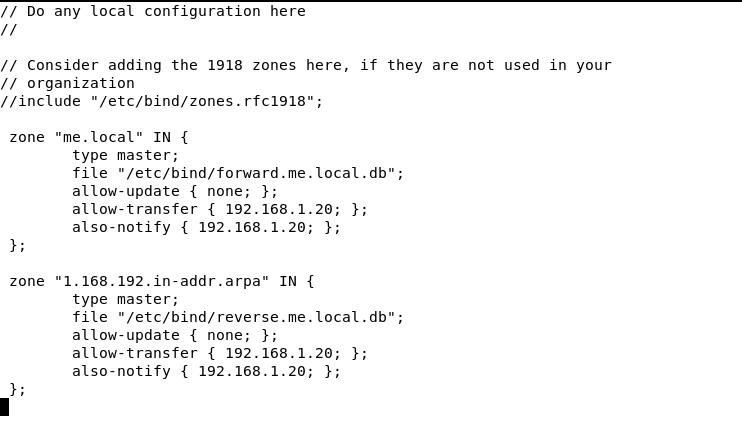 // Do any local configuration here
//
// Consider adding the 1918 zones here, if they are not used in your
// organization
//include "/etc/bind/zones.rfc1918";
zone "me.local" IN {
type master;
file "/etc/bind/forward.me.local.db";
allow-update { none; };
allow-transfer { 192.168.1.20; };
also-notify { 192.168.1.20; };
};
zone "1.168.192.in-addr.arpa" IN {
type master;
file "/etc/bind/reverse.me.local.db";
allow-update { none; };
allow-transfer { 192.168.1.20; };
also-notify { 192.168.1.20; };
};